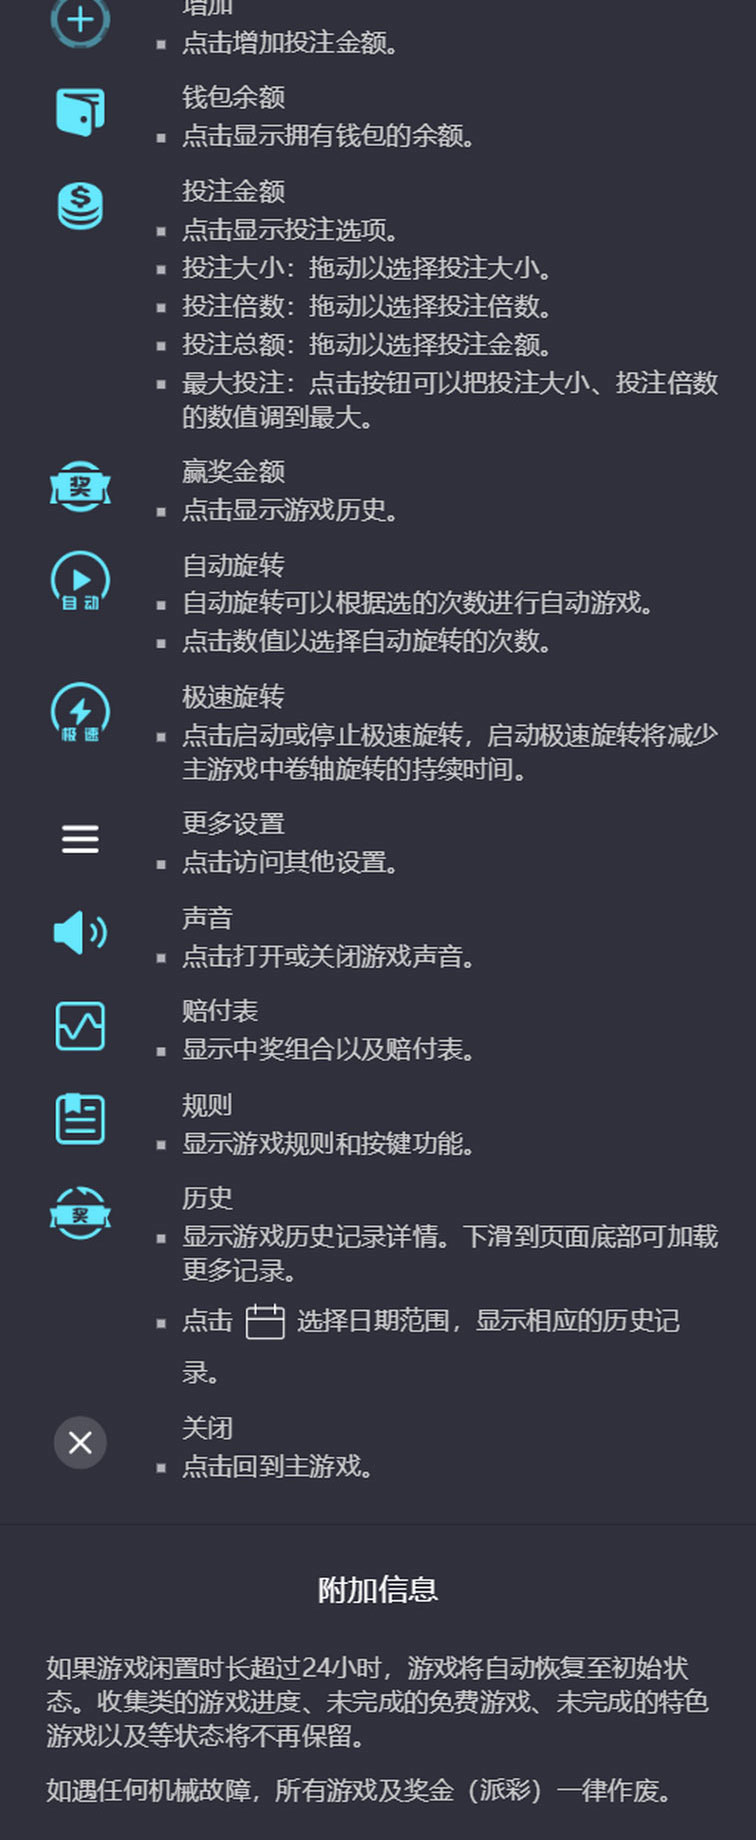 增加
点击增加投注金额。
钱包余额
点击显示拥有钱包的余额。
投注金额
点击显示投注选项。
投注大小：拖动以选择投注大小。
投注倍数：拖动以选择投注倍数。
投注总额：拖动以选择投注金额。
最大投注：点击按钮可以把投注大小、投注倍数
的数值调到最大。
奖
赢奖金额
点击显示游戏历史。
自动
自动旋转
自动旋转可以根据选的次数进行自动游戏。
点击数值以选择自动旋转的次数。
极速
极速旋转
点击启动或停止极速旋转，启动极速旋转将减少
主游戏中卷轴旋转的持续时间。
更多设置
点击访问其他设置。
声音
点击打开或关闭游戏声音。
赔付表
显示中奖组合以及赔付表。
规则
显示游戏规则和按键功能。
奖
历史
显示游戏历史记录详情。下滑到页面底部可加载
更多记录。
点击 选择日期范围，显示相应的历史记
录。
关闭
点击回到主游戏。
附加信息
如果游戏闲置时长超过24小时，游戏将自动恢复至初始状
态。收集类的游戏进度、未完成的免费游戏、未完成的特色
游戏以及等状态将不再保留。
如遇任何机械故障，所有游戏及奖金（派彩）一律作废。